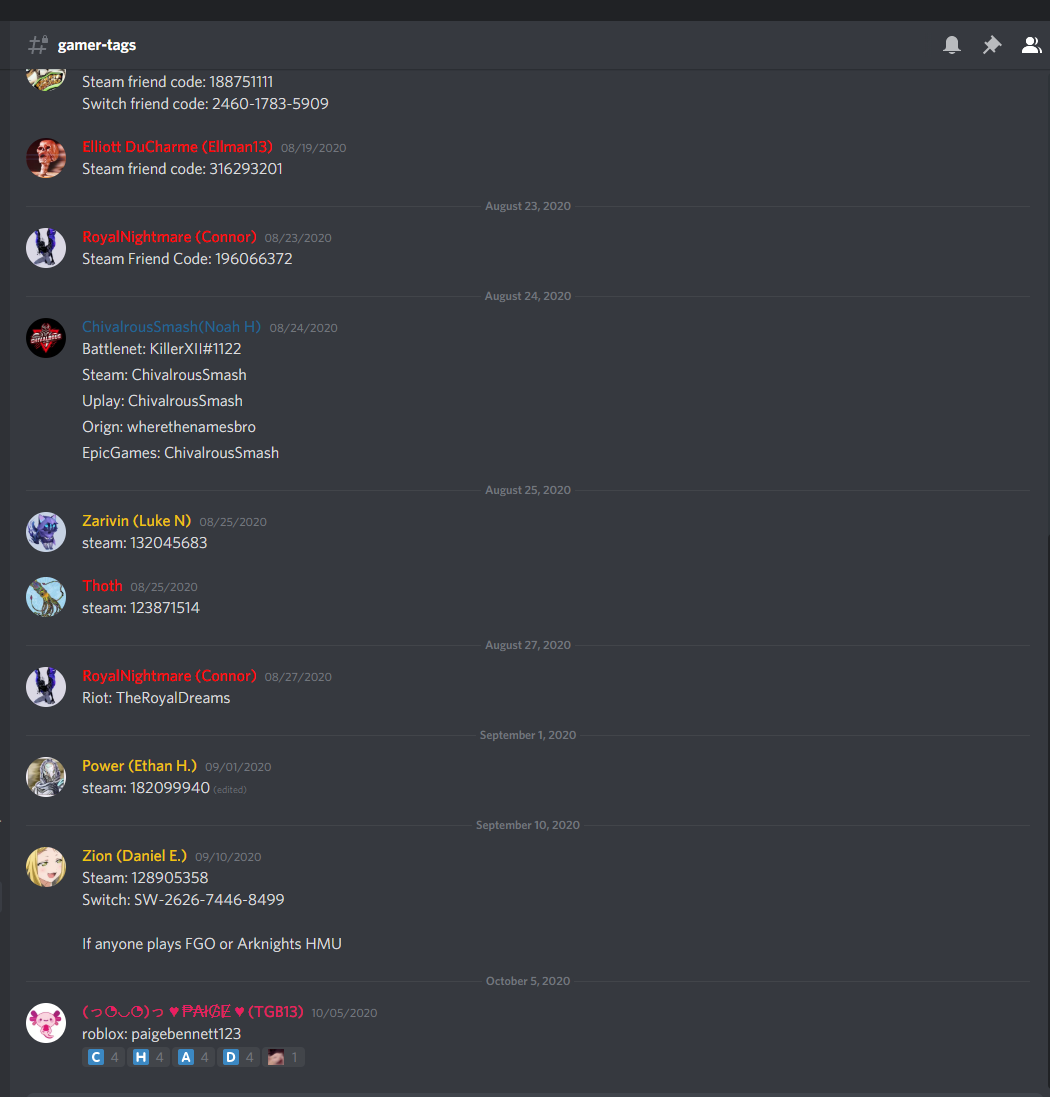 gamer-tags
Steam friend code: 188751111
Switch friend code: 2460-1783-5909
Elliott DuCharme (Ellman13) 08/19/2020
Steam friend code: 316293201
August 23, 2020
RoyalNightmare (Connor) 08/23/2020
Steam Friend Code: 196066372
August 24, 2020
ChivalrousSmash(Noah H) 08/24/2020
Battlenet: KillerXII#1122
Steam: ChivalrousSmash
Uplay: ChivalrousSmash
Orign: wherethenamesbro
EpicGames: ChivalrousSmash
August 25, 2020
Zarivin (Luke N) 08/25/2020
steam: 132045683
Thoth 08/25/2020
steam: 123871514
August 27, 2020
RoyalNightmare (Connor) 08/27/2020
Riot: TheRoyalDreams
September 1, 2020
Power (Ethan H.) 09/01/2020
steam: 182099940 (edited)
September 10, 2020
Zion (Daniel E.) 09/10/2020
Steam: 128905358
Switch: SW-2626-7446-8499
If anyone plays FGO or Arknights HMU
October 5, 2020
(っ◔◡◔)っ ♥ ₱₳ł₲Ɇ ♥ (TGB13) 10/05/2020
roblox: paigebennett123
C 4 H 4 A 4 D 4 1